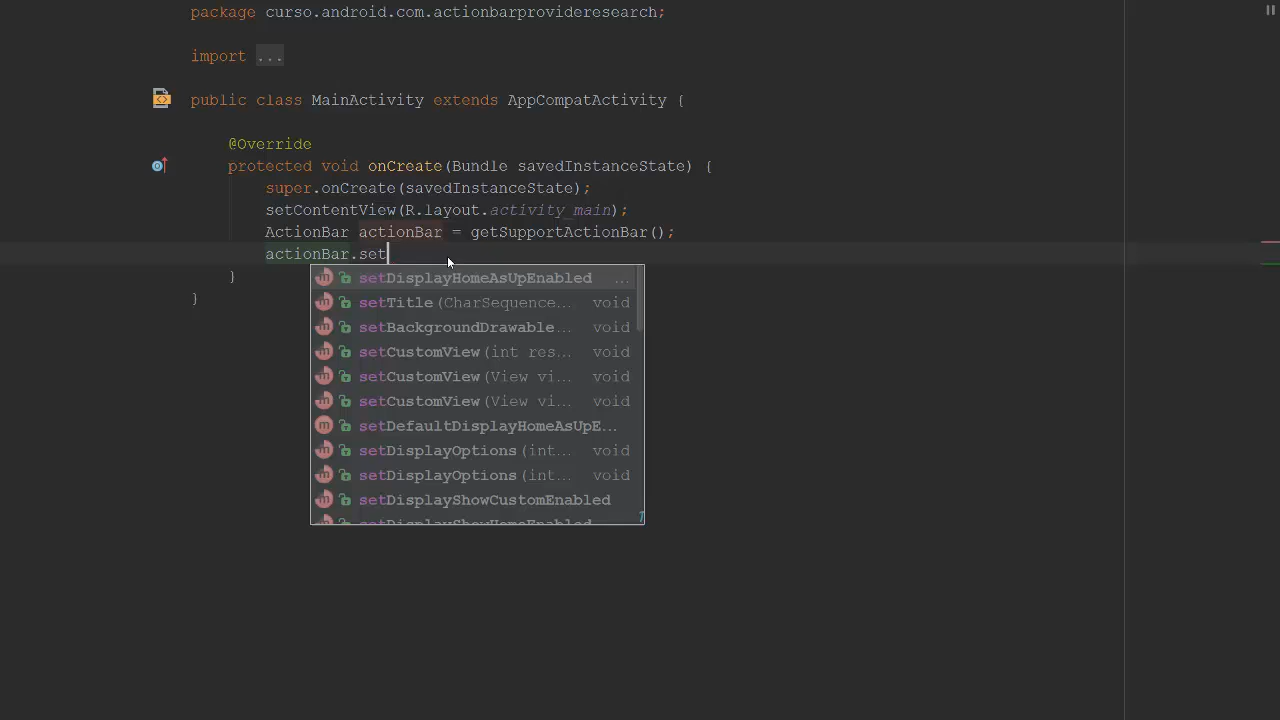 package curso.android.com.actionbarprovideresearch;
import ...
public class MainActivity extends AppCompatActivity {
@Override
protected void onCreate(Bundle savedInstanceState) {
super.onCreate(savedInstanceState);
setContentView(R.layout.activity_main);
ActionBar actionBar = getSupportActionBar();
actionBar.set
setDisplayHomeAsUpEnabled ...
setTitle(CharSequence... void
setBackgroundDrawable... void
setCustomView(int res... void
setCustomView(View vi... void
setCustomView(View vi... void
setDefaultDisplayHomeAsUpE...
setDisplayOptions(int... void
setDisplayOptions(int... void
setDisplayShowCustomEnabled
setDisplayShowHomeEnabled
}
}